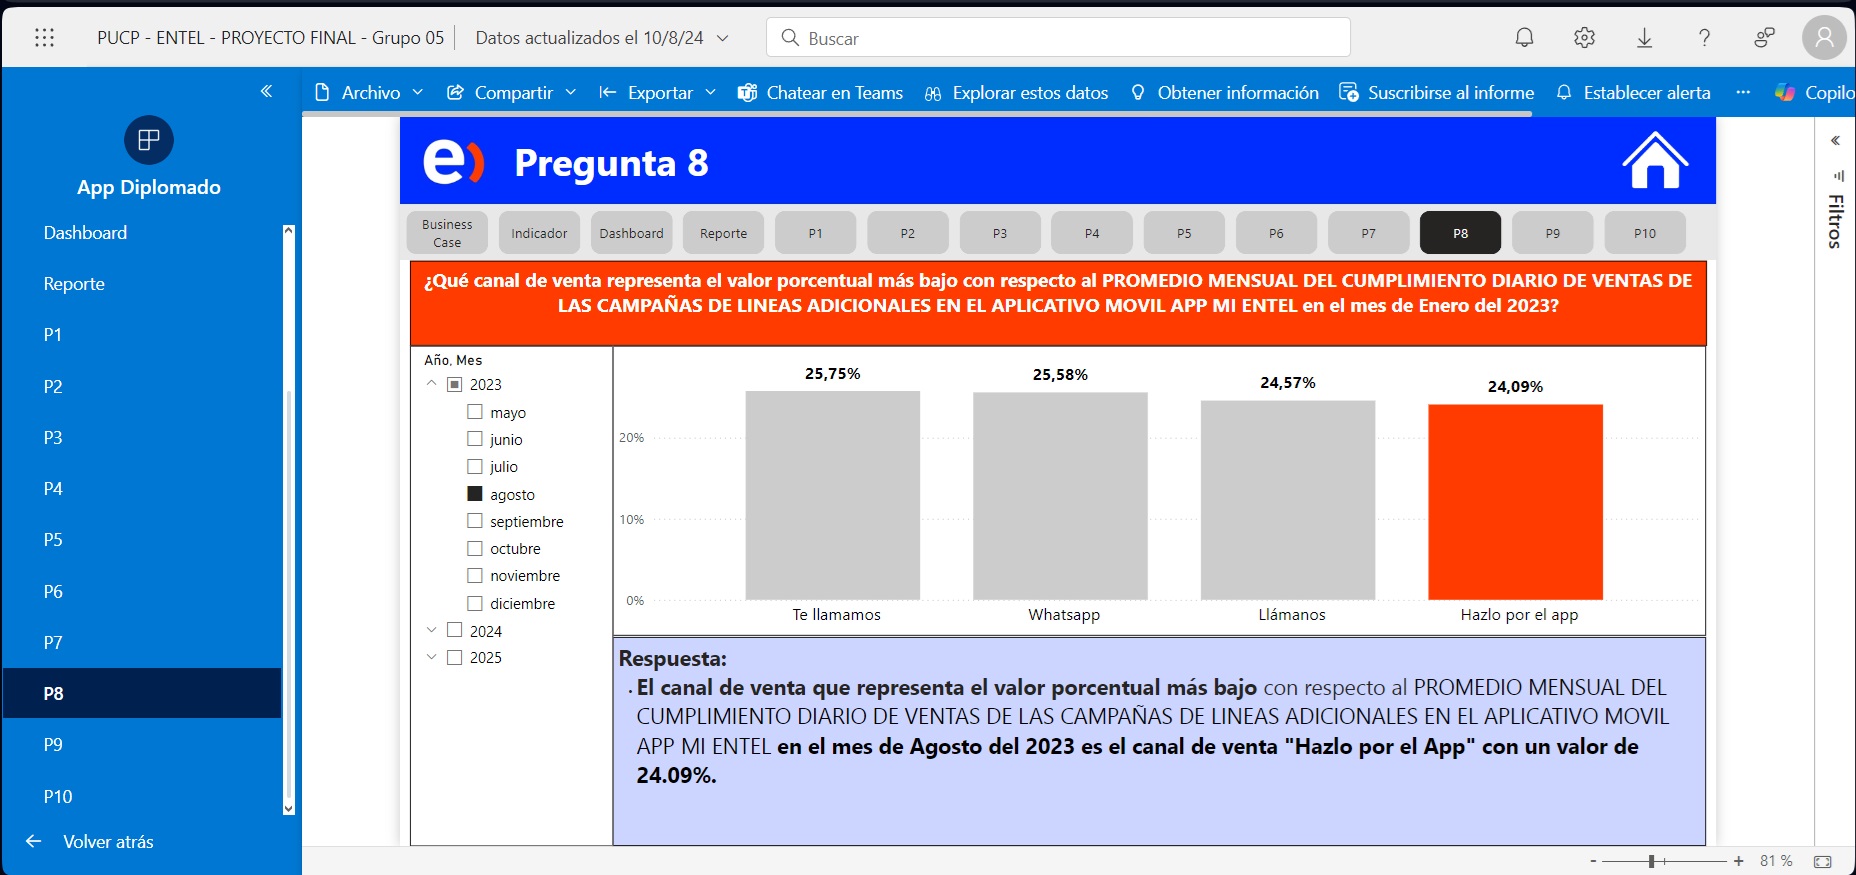 PUCP - ENTEL - PROYECTO FINAL - Grupo 05
Datos actualizados el 10/8/24
Buscar
Archivo
Compartir
Exportar
Chatear en Teams
Explorar estos datos
Obtener información
Suscribirse al informe
Establecer alerta
Copilo
App Diplomado
Dashboard
Reporte
P1
P2
P3
P4
P5
P6
P7
P8
P9
P10
Volver atrás
e)
Pregunta 8
Business
Case
Indicador
Dashboard
Reporte
P1
P2
P3
P4
P5
P6
P7
P8
P9
P10
¿Qué canal de venta representa el valor porcentual más bajo con respecto al PROMEDIO MENSUAL DEL CUMPLIMIENTO DIARIO DE VENTAS DE
LAS CAMPAÑAS DE LINEAS ADICIONALES EN EL APLICATIVO MOVIL APP MI ENTEL en el mes de Enero del 2023?
Año, Mes
2023
mayo
junio
julio
agosto
septiembre
octubre
noviembre
diciembre
2024
2025
25,75%
25,58%
24,57%
24,09%
20%
10%
0%
Te llamamos
Whatsapp
Llámanos
Hazlo por el app
Respuesta:
· El canal de venta que representa el valor porcentual más bajo con respecto al PROMEDIO MENSUAL DEL
CUMPLIMIENTO DIARIO DE VENTAS DE LAS CAMPAÑAS DE LINEAS ADICIONALES EN EL APLICATIVO MOVIL
APP MI ENTEL en el mes de Agosto del 2023 es el canal de venta "Hazlo por el App" con un valor de
24.09%.
Filtros
- + 81 %